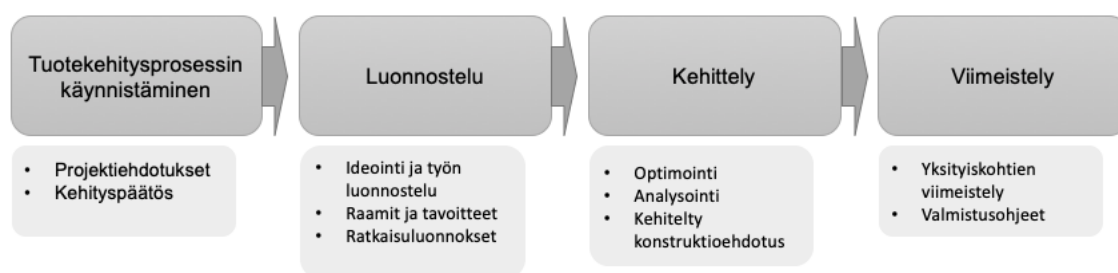 Tuotekehitysprosessin
käynnistäminen
Luonnostelu
Kehittely
Viimeistely
• Projektiehdotukset
• Kehityspäätös
• Ideointi ja työn
luonnostelu
• Raamit ja tavoitteet
• Ratkaisuluonnokset
• Optimointi
• Analysointi
• Kehitelty
konstruktioehdotus
• Yksityiskohtien
viimeistely
• Valmistusohjeet